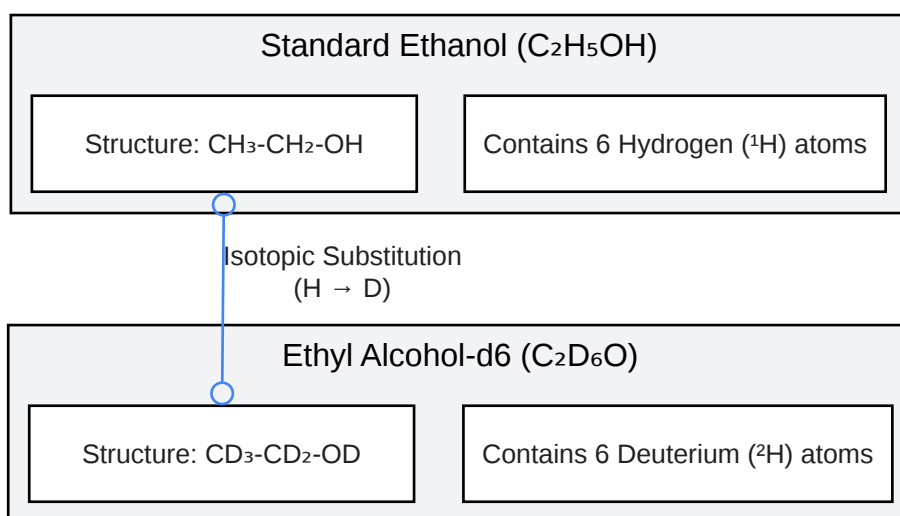 Standard Ethanol (C₂H₅OH)
Structure: CH₃-CH₂-OH
Contains 6 Hydrogen (¹H) atoms
Isotopic Substitution
(H → D)
Ethyl Alcohol-d6 (C₂D₆O)
Structure: CD₃-CD₂-OD
Contains 6 Deuterium (²H) atoms